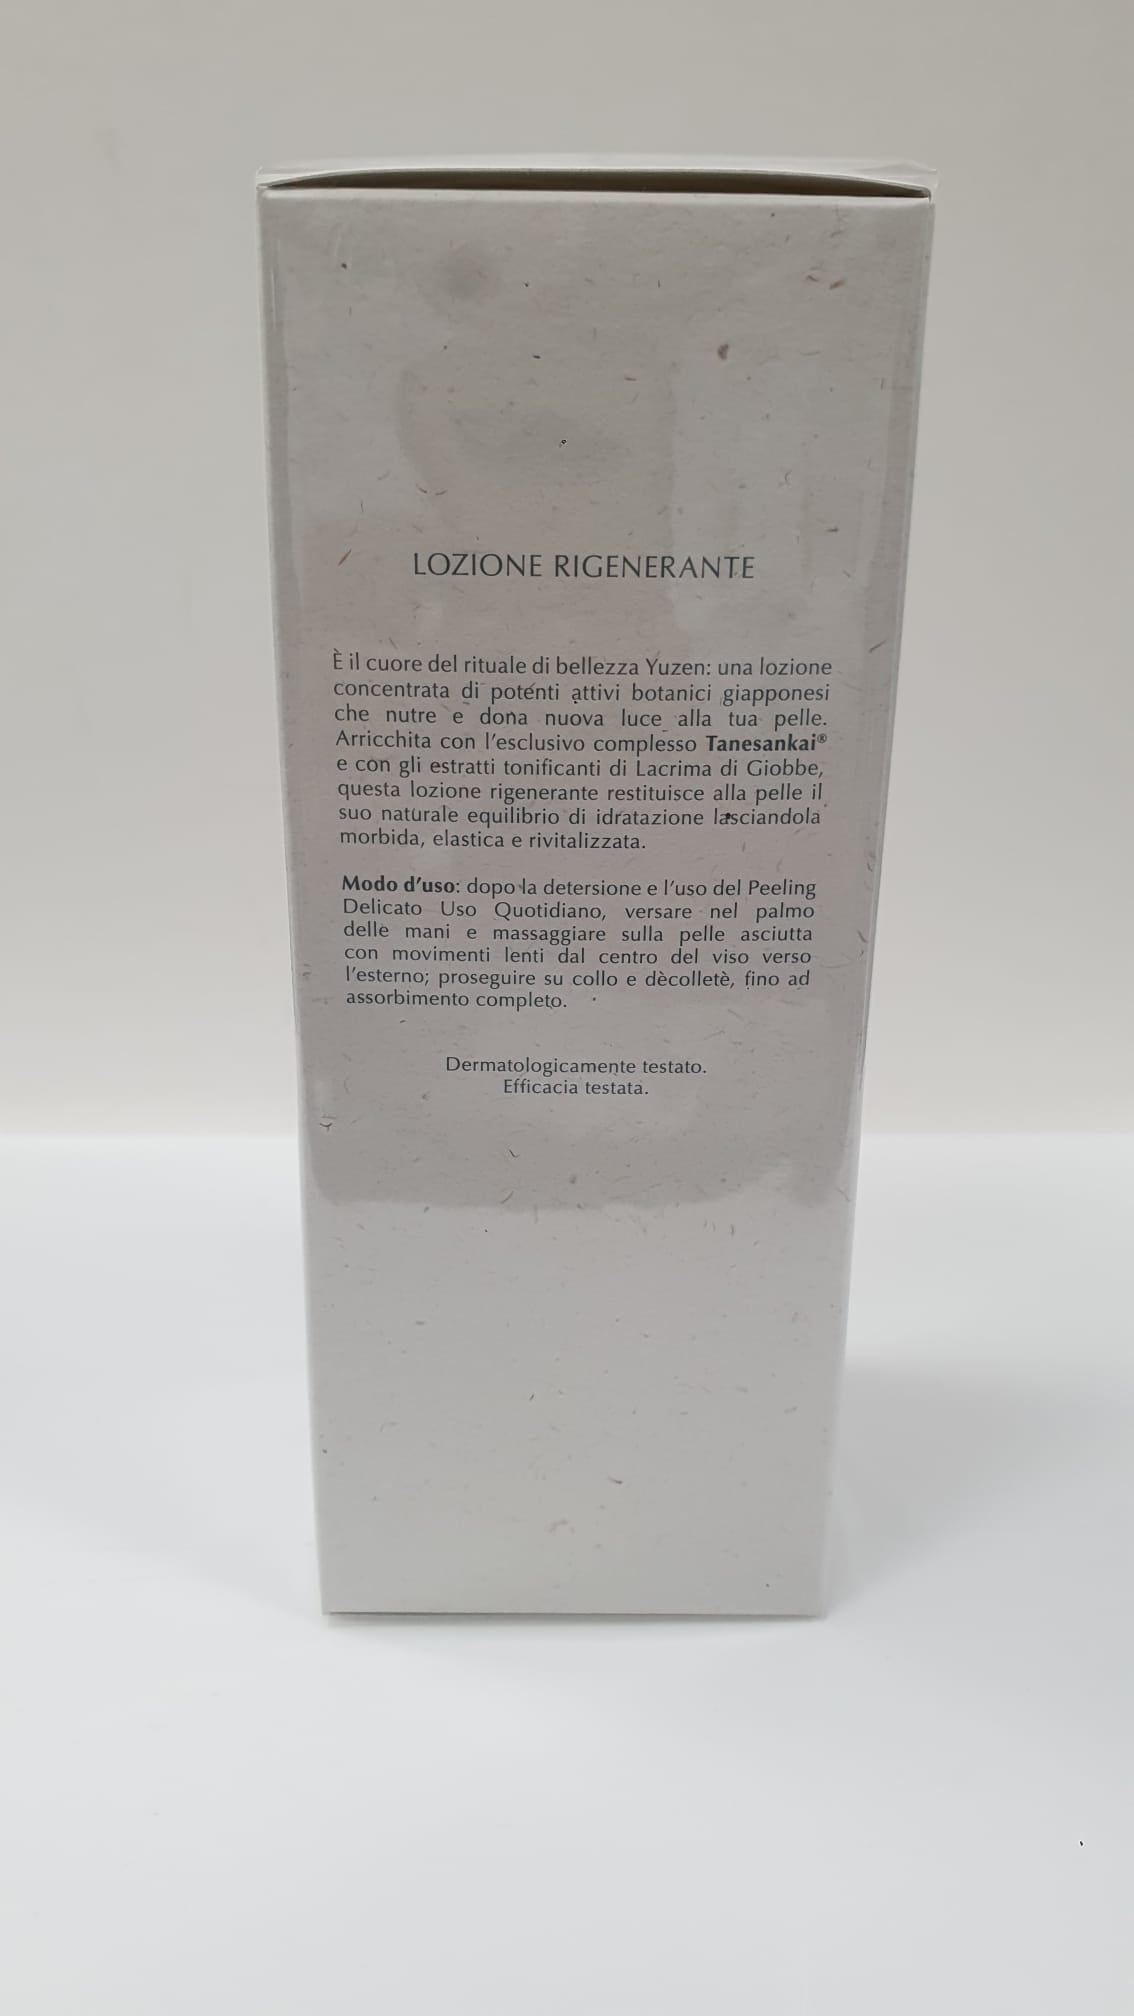 LOZIONE RIGENERANTE
È il cuore del rituale di bellezza Yuzen: una lozione
concentrata di potenti attivi botanici giapponesi
che nutre e dona nuova luce alla tua pelle.
Arricchita con l'esclusivo complesso Tanesankai®
e con gli estratti tonificanti di Lacrima di Giobbe,
questa lozione rigenerante restituisce alla pelle il
suo naturale equilibrio di idratazione lasciandola
morbida, elastica e rivitalizzata.
Modo d'uso: dopo la detersione e l'uso del Peeling
Delicato Uso Quotidiano, versare nel palmo
delle mani e massaggiare sulla pelle asciutta
con movimenti lenti dal centro del viso verso
l'esterno; proseguire su collo e dècolletè, fino ad
assorbimento completo.
Dermatologicamente testato.
Efficacia testata.